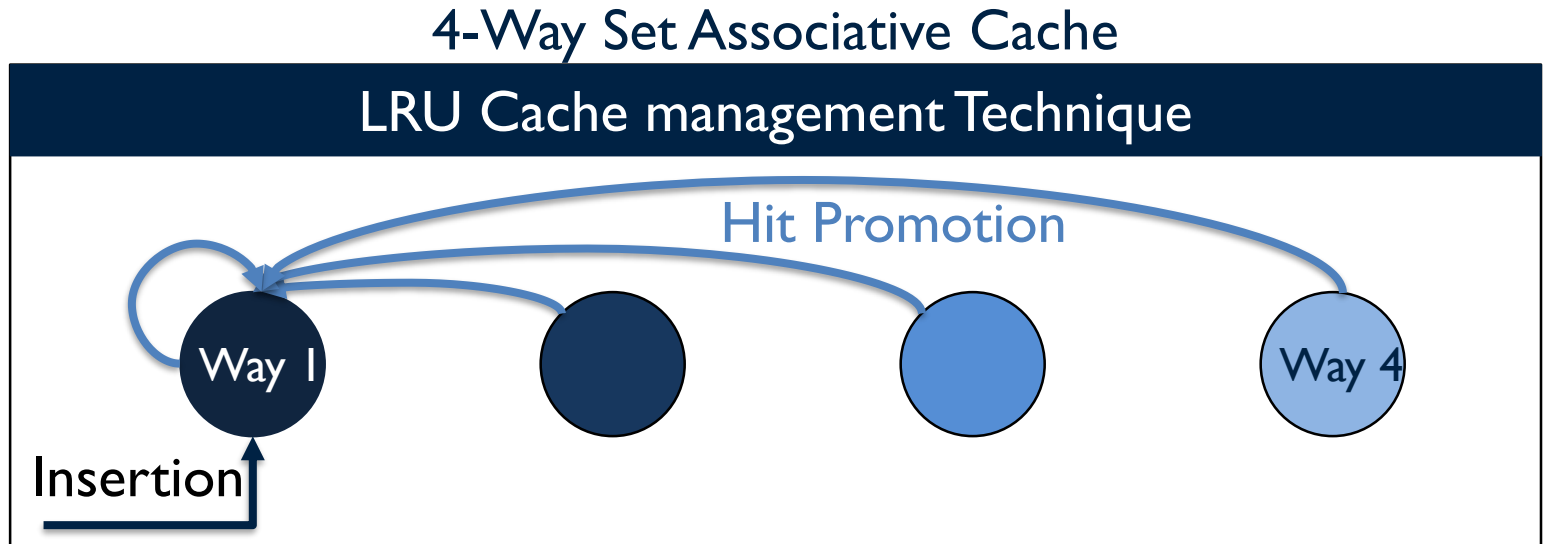 4-Way Set Associative Cache
LRU Cache management Technique
Hit Promotion
Way 1
Way 4
Insertion